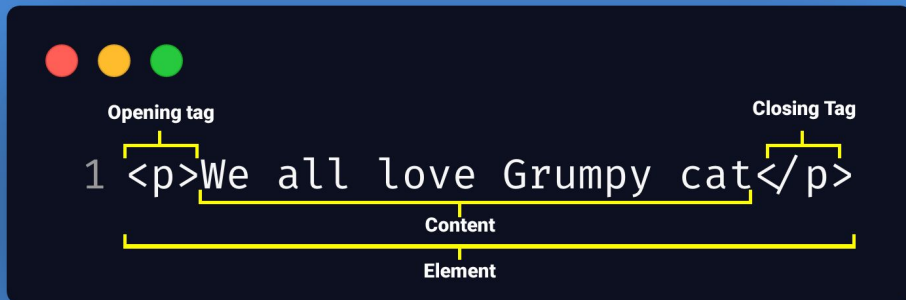 Opening tag
Closing Tag
1 <p>We all love Grumpy cat</p>
Content
Element